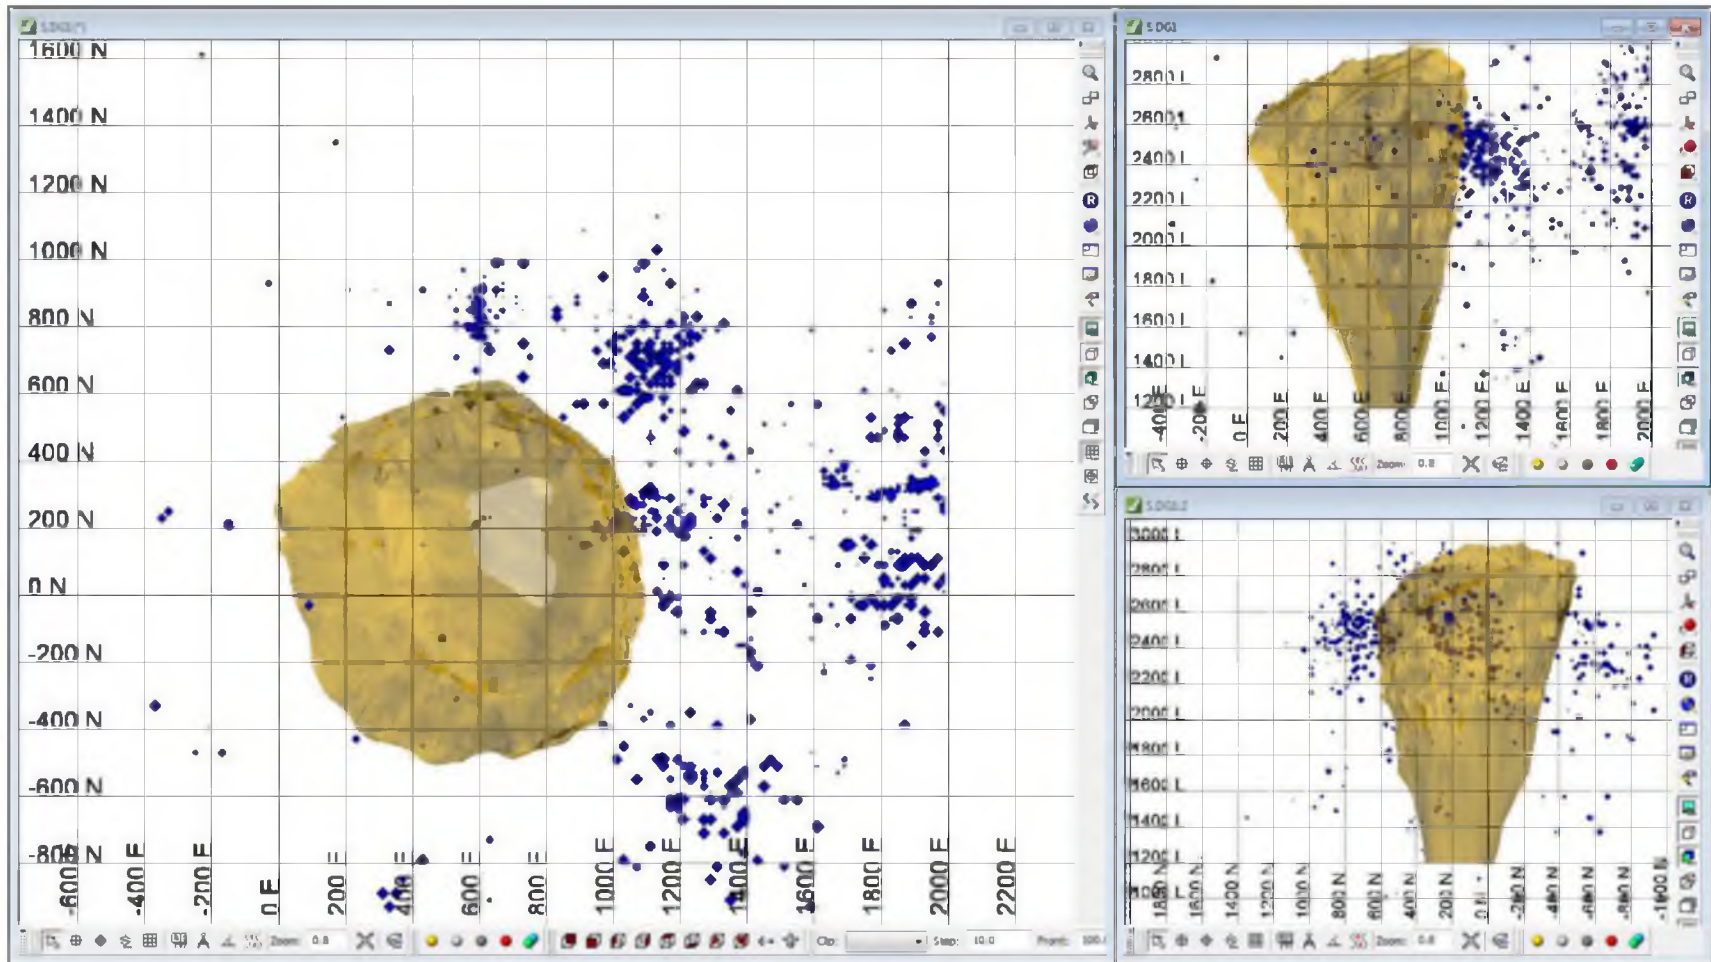 1600 N
1400 N
1200 N
1000 N
800 N
600 N
400 N
200 N
0 N
-200 N
-400 N
-600 N
-800 N
-600 E
-400 E
-200 E
0 E
200 E
400 E
600 E
800 E
1000 E
1200 E
1400 E
1600 E
1800 E
2000 E
2200 E
Zoom: 0.8
Clip:
Step: 10.0
Front: 100.
2800 L
2600 L
2400 L
2200 L
2000 L
1800 L
1600 L
1400 L
1200 L
-400 E
-200 E
0 E
200 E
400 E
600 E
800 E
1000 E
1200 E
1400 E
1600 E
1800 E
2000 E
Zoom: 0.8
3000 L
2800 L
2600 L
2400 L
2200 L
2000 L
1800 L
1600 L
1400 L
1200 L
1800 N
1600 N
1400 N
1200 N
1000 N
800 N
600 N
400 N
200 N
0 N
-200 N
-400 N
-600 N
-800 N
-1000 N
Zoom: 0.8